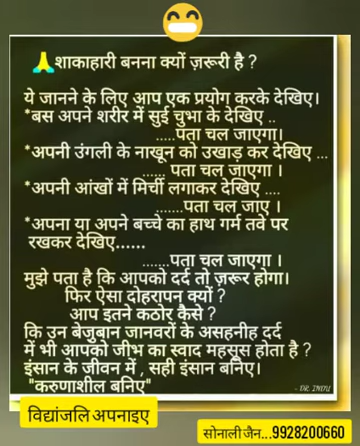 🙏शाकाहारी बनना क्यों ज़रूरी है ?
ये जानने के लिए आप एक प्रयोग करके देखिए।
*बस अपने शरीर में सुई चुभा के देखिए ..
.....पता चल जाएगा।
*अपनी उंगली के नाखून को उखाड़ कर देखिए ...
...... पता चल जाएगा ।
*अपनी आंखों में मिर्ची लगाकर देखिए ....
.......पता चल जाए ।
*अपना या अपने बच्चे का हाथ गर्म तवे पर
रखकर देखिए......
.......पता चल जाएगा ।
मुझे पता है कि आपको दर्द तो ज़रूर होगा।
फिर ऐसा दोहरापन क्यों ?
आप इतने कठोर कैसे ?
कि उन बेजुबान जानवरों के असहनीह दर्द
में भी आपको जीभ का स्वाद महसूस होता है ?
इंसान के जीवन में , सही इंसान बनिए।
"करुणाशील बनिए"
विद्यांजलि अपनाइए
सोनाली जैन...9928200660